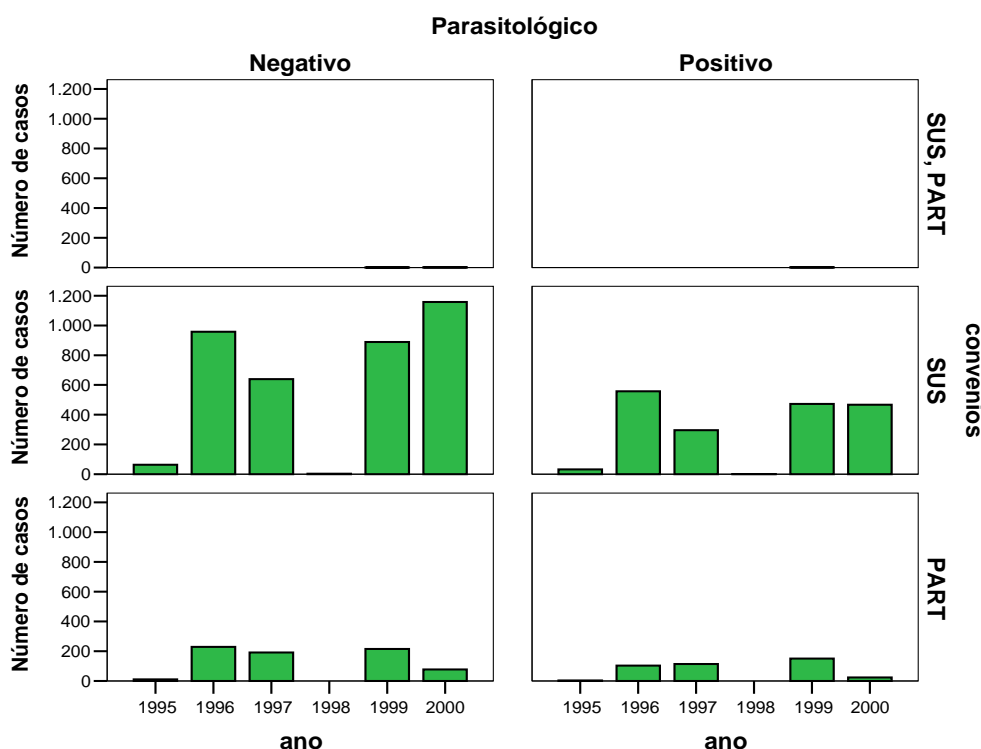 Parasitológico
Negativo
Positivo
Número de casos
1.200
1.000
800
600
400
200
0
SUS, PART
Número de casos
1.200
1.000
800
600
400
200
0
SUS
convenios
Número de casos
1.200
1.000
800
600
400
200
0
PART
1995 1996 1997 1998 1999 2000
1995 1996 1997 1998 1999 2000
ano
ano